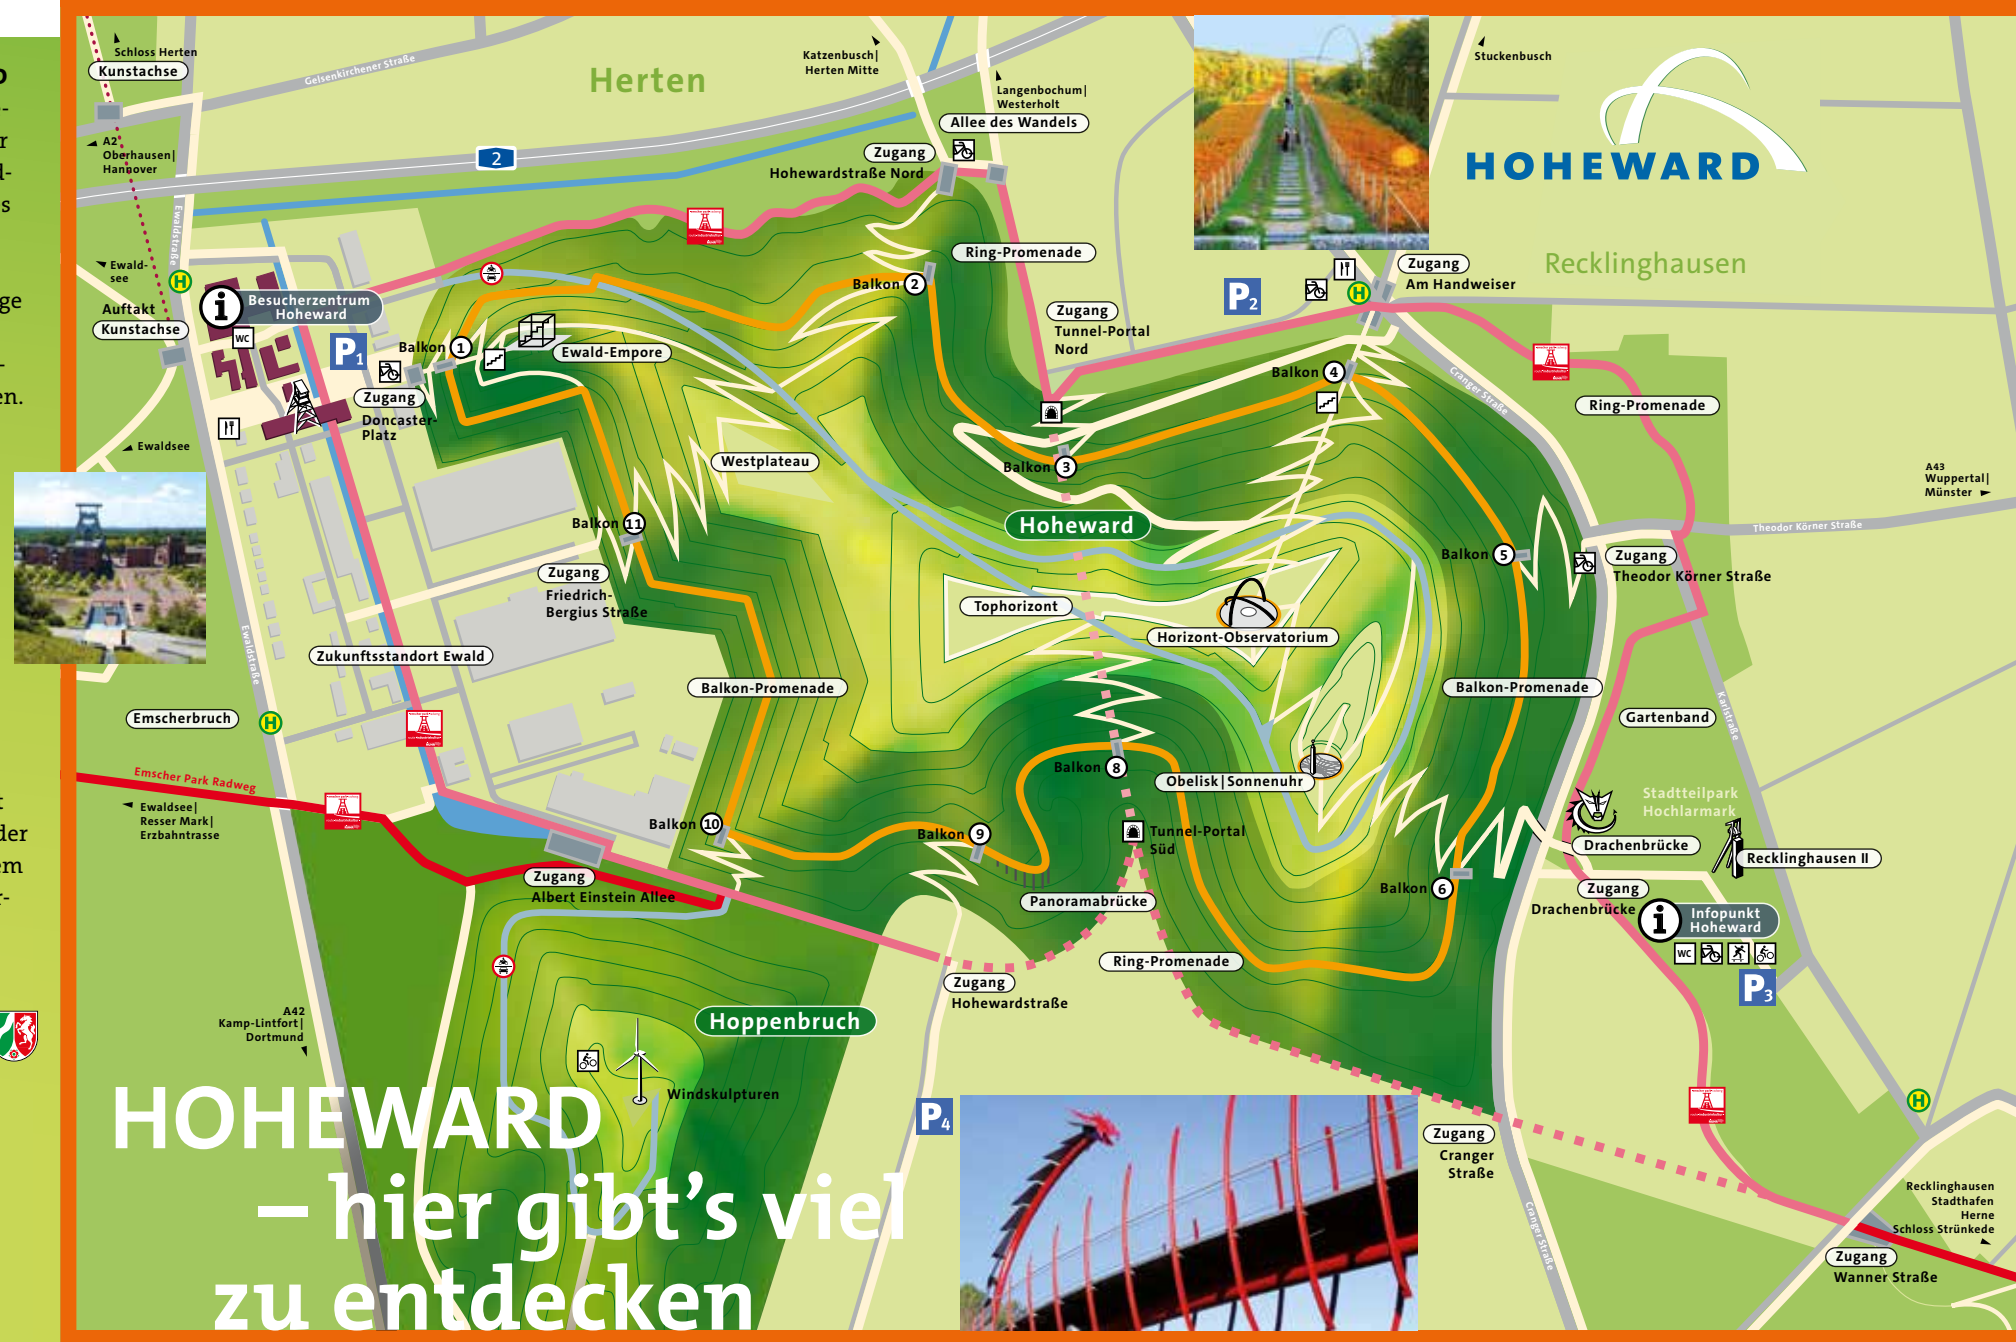 Schloss Herten
Kunstachse
Gelsenkirchener Straße
Herten
Katzenbusch|
Herten Mitte
Langenbochum|
Westerholt
Allee des Wandels
Stuckenbusch
HOHEWARD
Recklinghausen
A2
Oberhausen|
Hannover
2
Zugang
Hohewardstraße Nord
Ewaldstraße
Ewald-
see
Auftakt
Kunstachse
H
i
Besucherzentrum
Hoheward
WC
P1
Balkon 1
Ewald-Empore
Zugang
Doncaster-
Platz
Ewaldsee
Balkon 2
Ring-Promenade
Zugang
Tunnel-Portal
Nord
P2
H
Zugang
Am Handweiser
Balkon 4
Cranger Straße
Ring-Promenade
A43
Wuppertal|
Münster
Theodor Körner Straße
Westplateau
Balkon 3
Hoheward
Balkon 11
Balkon 5
Zugang
Theodor Körner Straße
Zugang
Friedrich-
Bergius Straße
Tophorizont
Horizont-Observatorium
Ewaldstraße
Zukunftsstandort Ewald
Balkon-Promenade
Balkon-Promenade
Gartenband
Karlstraße
Emscherbruch
H
Balkon 8
Obelisk|Sonnenuhr
Stadtteilpark
Hochlarmark
Emscher Park Radweg
Ewaldsee|
Resser Mark|
Erzbahntrasse
Balkon 10
Balkon 9
Tunnel-Portal
Süd
Drachenbrücke
Recklinghausen II
Zugang
Albert Einstein Allee
Panoramabrücke
Balkon 6
Zugang
Drachenbrücke
i
Infopunkt
Hoheward
WC
P3
Ring-Promenade
Zugang
Hohewardstraße
A42
Kamp-Lintfort|
Dortmund
Hoppenbruch
Windskulpturen
P4
H
Zugang
Cranger
Straße
Cranger Straße
Recklinghausen
Stadthafen
Herne
Schloss Strünkede
Zugang
Wanner Straße
HOHEWARD
– hier gibt's viel
zu entdecken